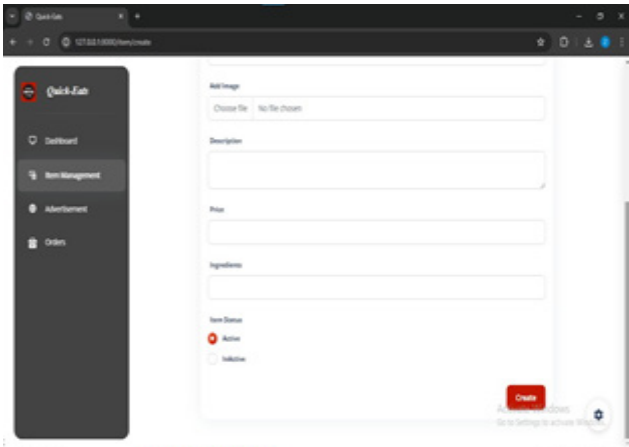 Quick-Eats
127.0.0.1:8000/item/create
Quick-Eats
Dashboard
Item Management
Advertisement
Orders
Add Image
Choose file No file chosen
Description
Price
Ingredients
Item Status
Active
InActive
Create
Activate Windows
Go to Settings to activate Windows.